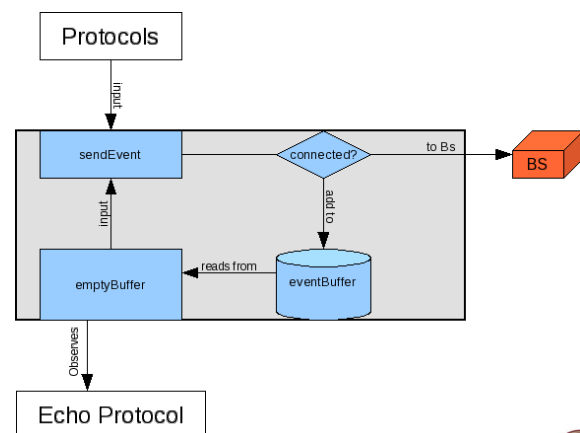 Protocols
input
sendEvent
connected?
to Bs
BS
input
add to
reads from
emptyBuffer
eventBuffer
Observes
Echo Protocol